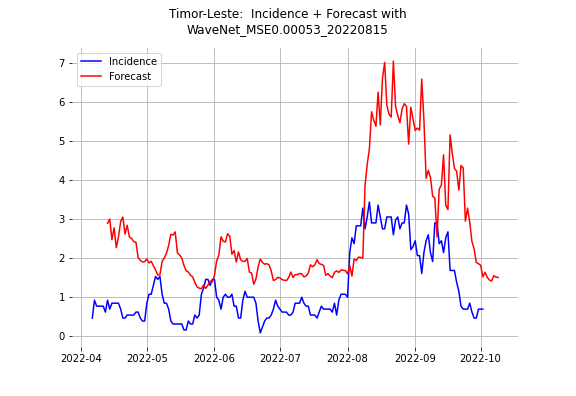 Timor-Leste:  Incidence + Forecast with
WaveNet_MSE0.00053_20220815
Incidence
Forecast
7
6
5
4
3
2
1
0
2022-04 2022-05 2022-06 2022-07 2022-08 2022-09 2022-10